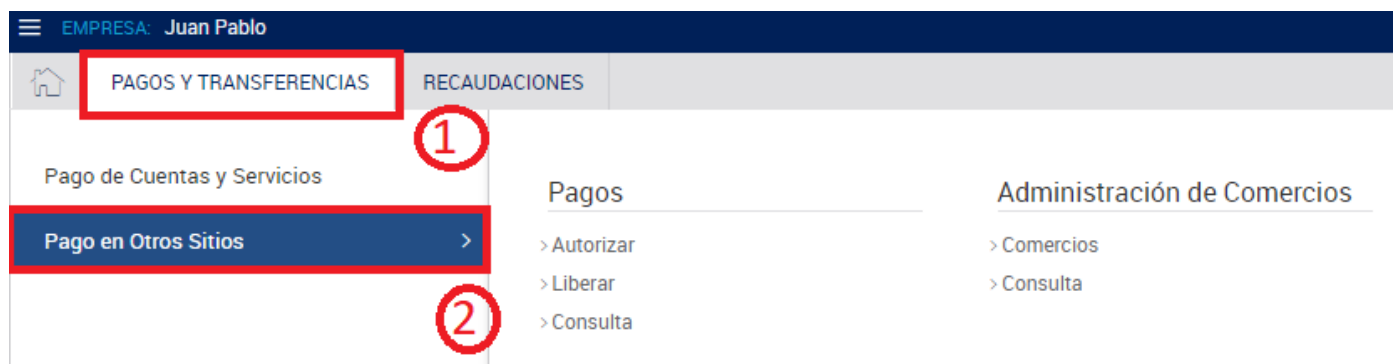 EMPRESA: Juan Pablo
PAGOS Y TRANSFERENCIAS RECAUDACIONES
1
Pago de Cuentas y Servicios
Pago en Otros Sitios >
2
Pagos
> Autorizar
> Liberar
> Consulta
Administración de Comercios
> Comercios
> Consulta